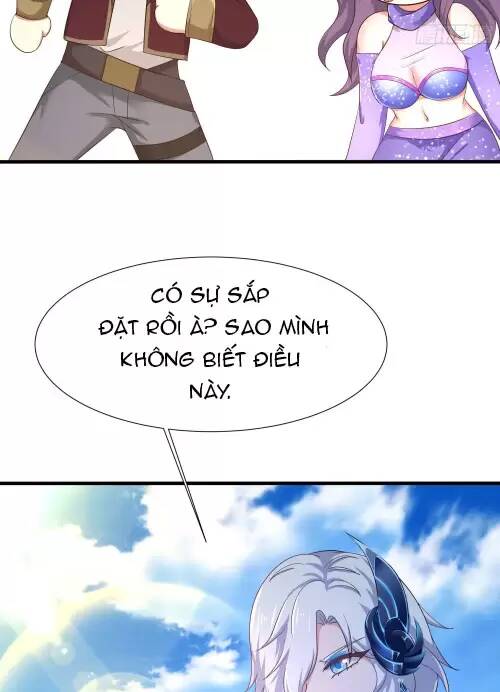 CÓ SỰ SẮP
ĐẶT RỒI À? SAO MÌNH
KHÔNG BIẾT ĐIỀU
NÀY.